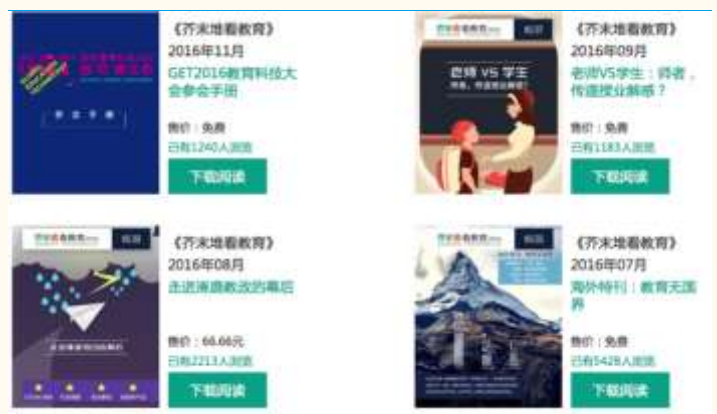 《芥末堆看教育》
2016年11月
GET2016教育科技大
会参会手册
售价：免费
已有1240人浏览
下载阅读
老师 VS 学生
《芥末堆看教育》
2016年09月
老师VS学生：师者，
传道授业解惑？
售价：免费
已有1183人浏览
下载阅读
《芥末堆看教育》
2016年08月
走进涞鹿教改的幕后
售价：66.66元
已有2213人浏览
下载阅读
《芥末堆看教育》
2016年07月
海外特刊：教育无国
界
售价：免费
已有5428人浏览
下载阅读